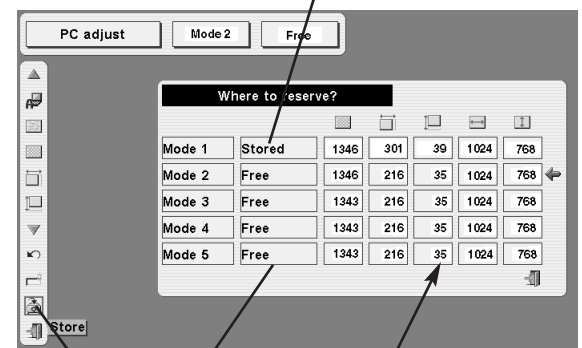 PC adjust Mode 2 Free
Where to reserve?
Mode 1 Stored 1346 301 39 1024 768
Mode 2 Free 1346 216 35 1024 768
Mode 3 Free 1343 216 35 1024 768
Mode 4 Free 1343 216 35 1024 768
Mode 5 Free 1343 216 35 1024 768
Store